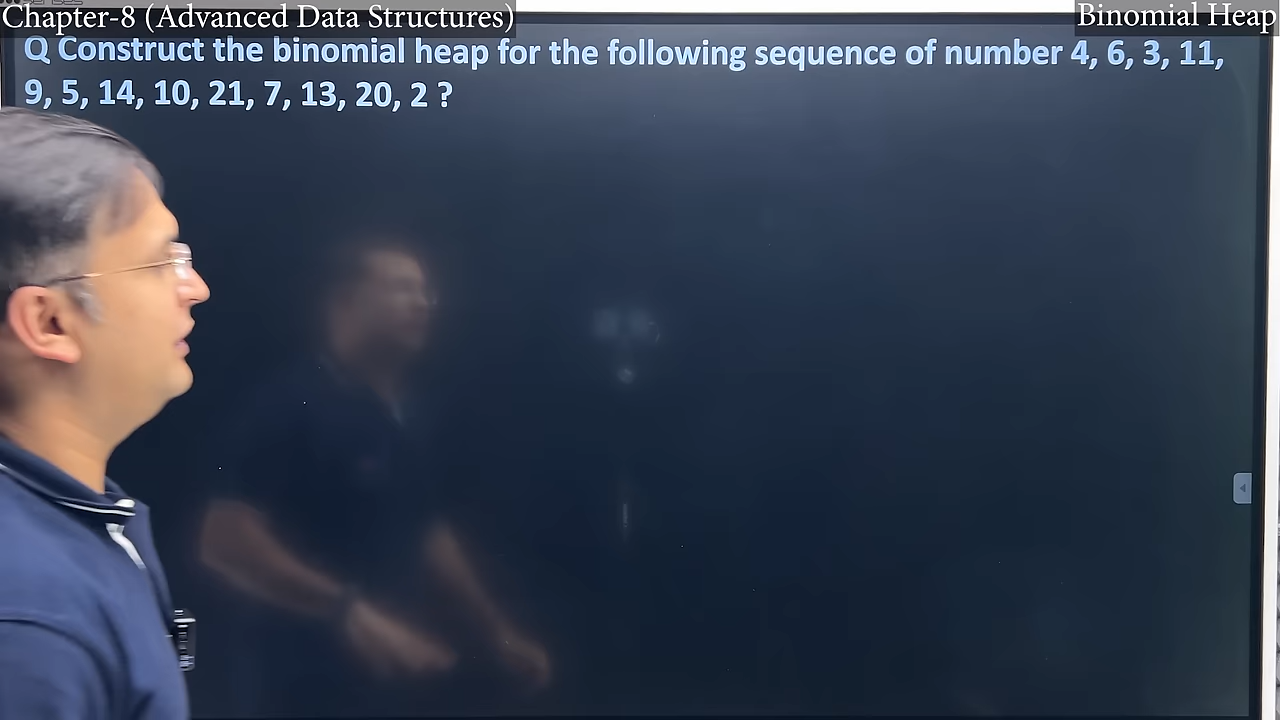 Chapter-8 (Advanced Data Structures)
Binomial Heap
Q Construct the binomial heap for the following sequence of number 4, 6, 3, 11,
9, 5, 14, 10, 21, 7, 13, 20, 2 ?